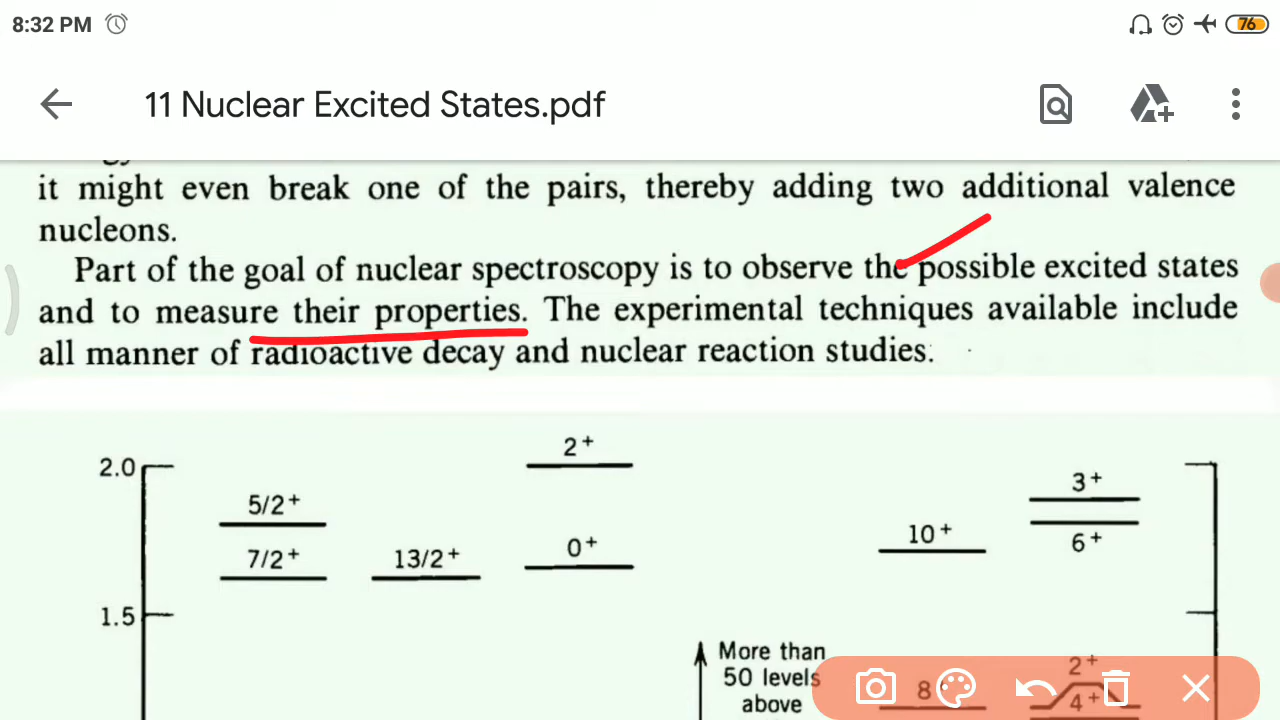 8:32 PM
76
11 Nuclear Excited States.pdf
it might even break one of the pairs, thereby adding two additional valence
nucleons.
Part of the goal of nuclear spectroscopy is to observe the possible excited states
and to measure their properties. The experimental techniques available include
all manner of radioactive decay and nuclear reaction studies.
2+
2.0
3+
5/2+
10+
0+
6+
7/2+
13/2+
1.5
More than
50 levels
above
2+
8
4+